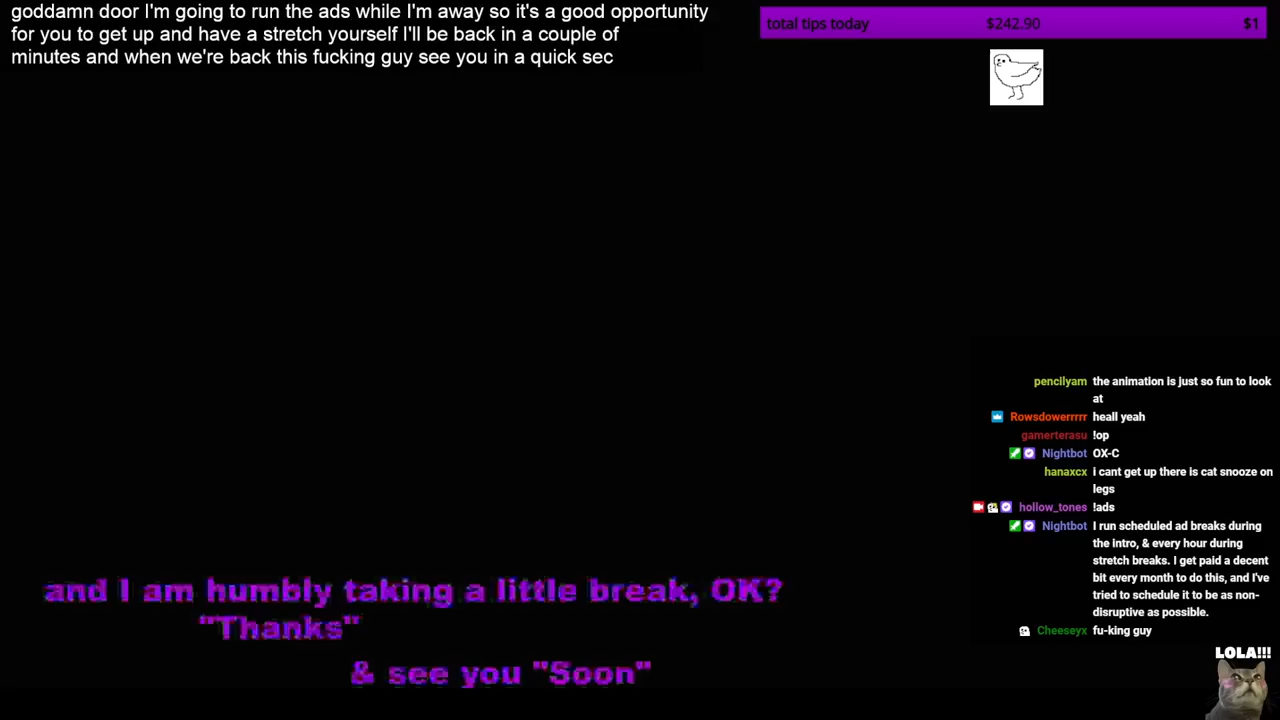 goddamn door I'm going to run the ads while I'm away so it's a good opportunity
for you to get up and have a stretch yourself I'll be back in a couple of
minutes and when we're back this fucking guy see you in a quick sec
total tips today $242.90 $1
pencilyam the animation is just so fun to look
at
Rowsdowerrrrr heall yeah
gamerterasu !op
Nightbot OX-C
hanaxcx i cant get up there is cat snooze on
legs
hollow_tones !ads
Nightbot I run scheduled ad breaks during
the intro, & every hour during
stretch breaks. I get paid a decent
bit every month to do this, and I've
tried to schedule it to be as non-
disruptive as possible.
Cheeseyx fu-king guy
and I am humbly taking a little break, OK?
"Thanks"
& see you "Soon"
LOLA!!!